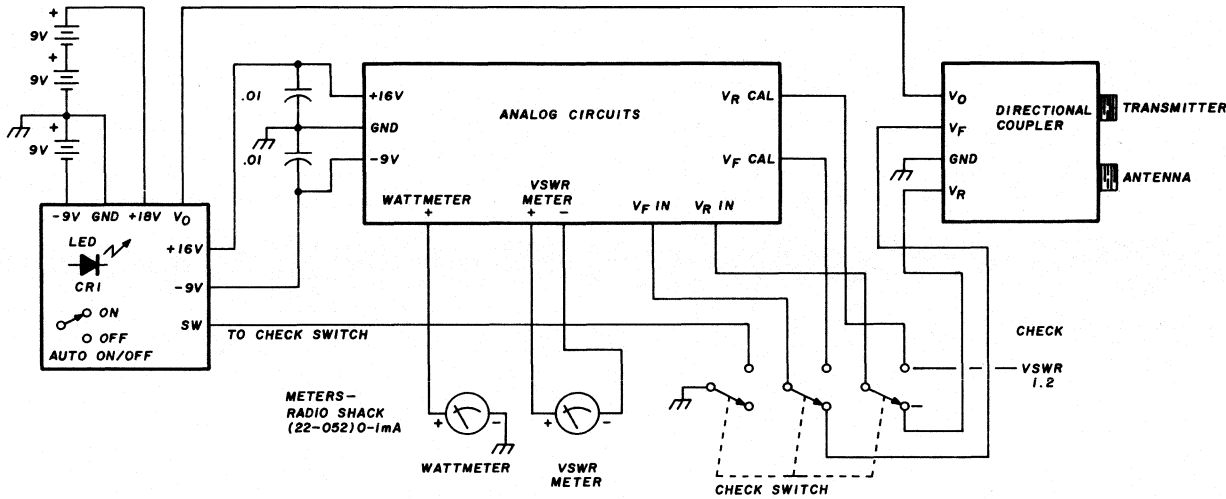 +
9V
+
9V
+
9V
-9V GND +18V VO
LED
CR1
ON
OFF
AUTO ON/OFF
+16V
-9V
SW
TO CHECK SWITCH
.01
.01
+16V
GND
-9V
ANALOG CIRCUITS
VR CAL
VF CAL
WATTMETER
+
VSWR
METER
+ -
VF IN
VR IN
VO
VF
GND
VR
DIRECTIONAL
COUPLER
TRANSMITTER
ANTENNA
CHECK
VSWR
1.2
METERS-
RADIO SHACK
(22-052) 0-1mA
+ -
WATTMETER
+ -
VSWR
METER
CHECK SWITCH